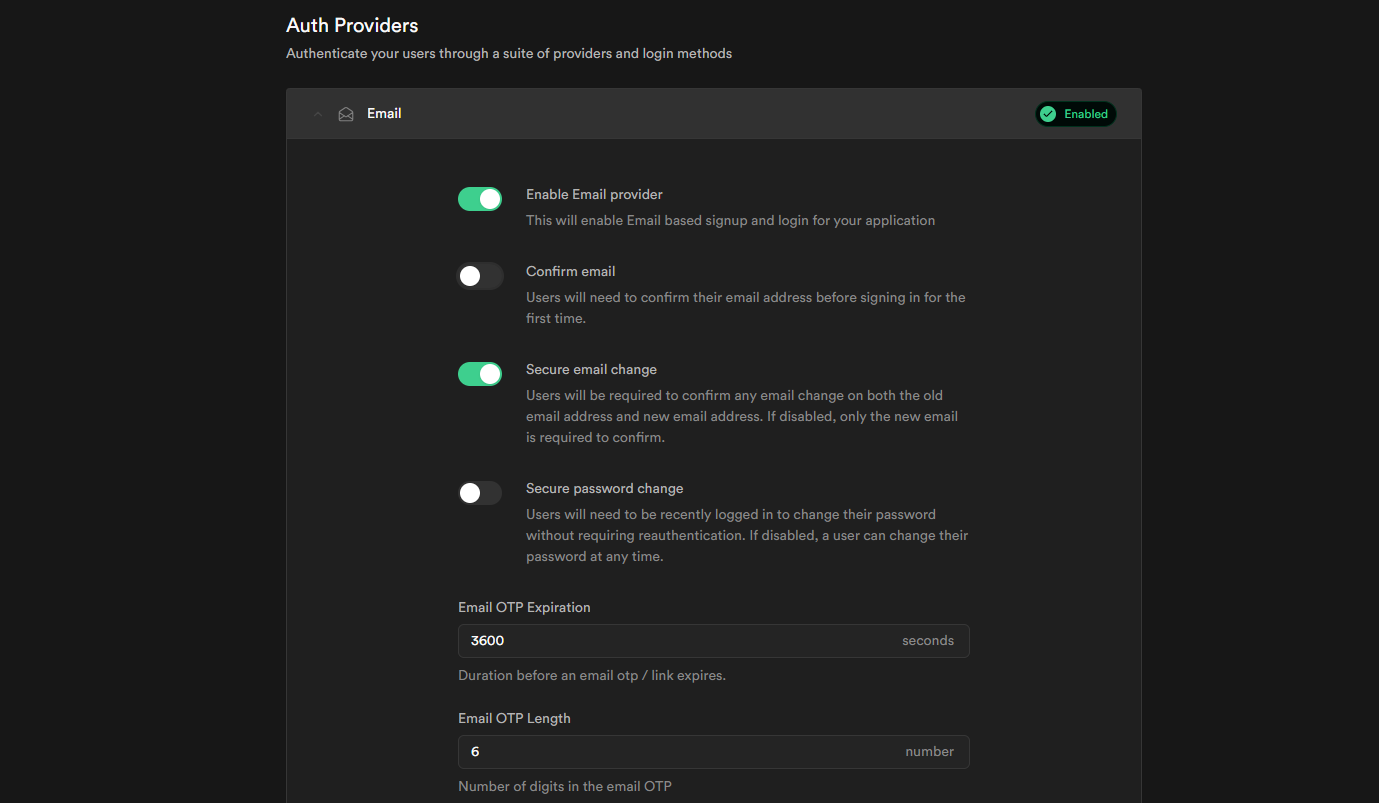 Auth Providers
Authenticate your users through a suite of providers and login methods
Email
Enabled
Enable Email provider
This will enable Email based signup and login for your application
Confirm email
Users will need to confirm their email address before signing in for the
first time.
Secure email change
Users will be required to confirm any email change on both the old
email address and new email address. If disabled, only the new email
is required to confirm.
Secure password change
Users will need to be recently logged in to change their password
without requiring reauthentication. If disabled, a user can change their
password at any time.
Email OTP Expiration
3600 seconds
Duration before an email otp / link expires.
Email OTP Length
6 number
Number of digits in the email OTP